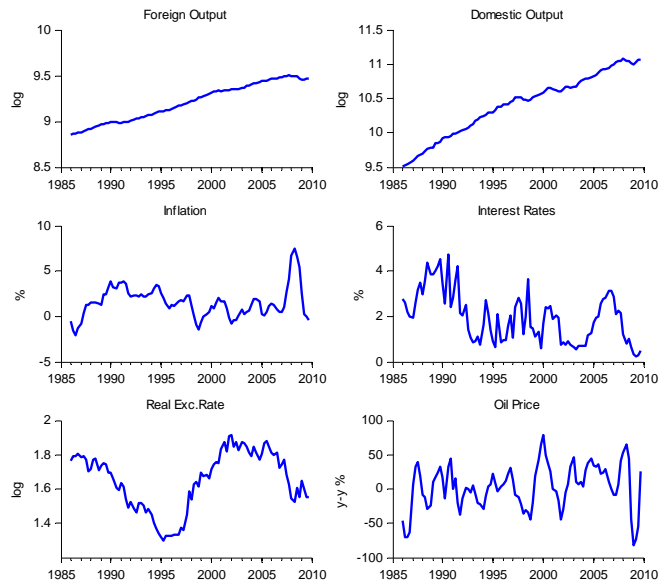 Foreign Output
10
9.5
9
8.5
log
1985 1990 1995 2000 2005 2010
Domestic Output
11.5
11
10.5
10
9.5
log
1985 1990 1995 2000 2005 2010
Inflation
10
5
0
-5
%
1985 1990 1995 2000 2005 2010
Interest Rates
6
4
2
0
%
1985 1990 1995 2000 2005 2010
Real Exc.Rate
2
1.8
1.6
1.4
log
1985 1990 1995 2000 2005 2010
Oil Price
100
50
0
-50
-100
y-y %
1985 1990 1995 2000 2005 2010